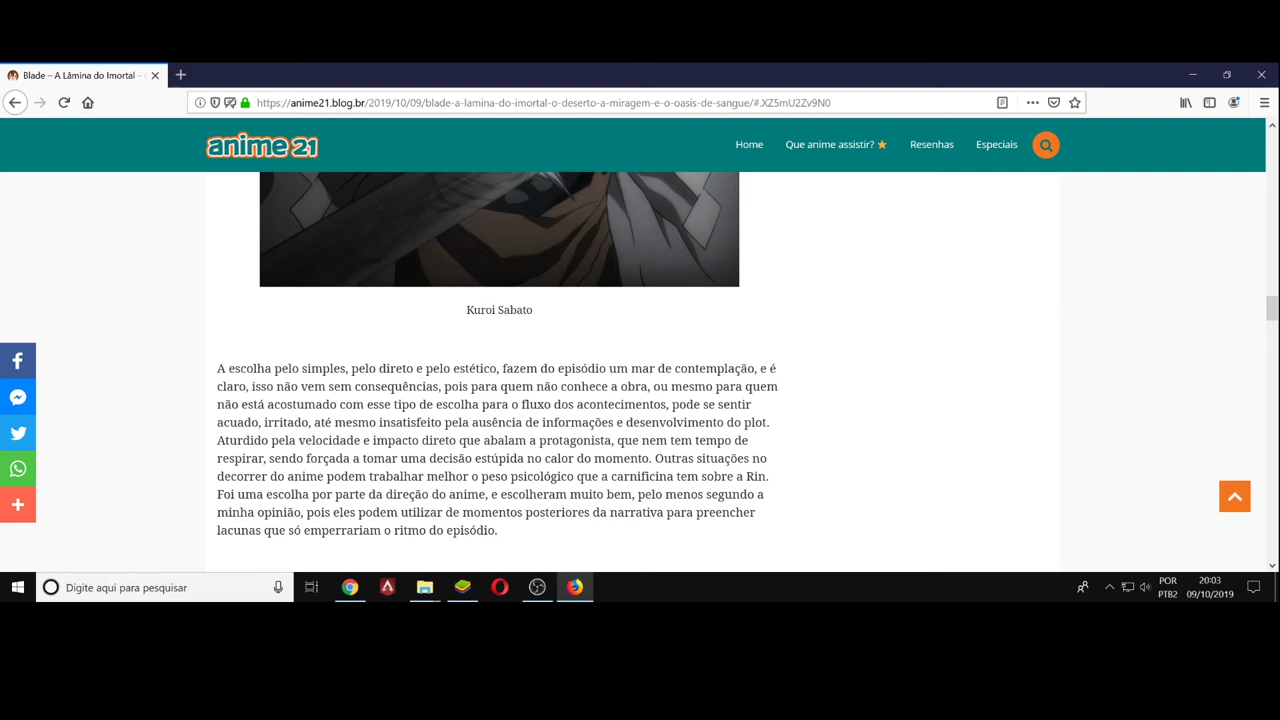 Blade – A Lâmina do Imortal –
https://anime21.blog.br/2019/10/09/blade-a-lamina-do-imortal-o-deserto-a-miragem-e-o-oasis-de-sangue/#.XZ5mU2Zv9N0
anime 21
Home
Que anime assistir?
Resenhas
Especiais
Kuroi Sabato
A escolha pelo simples, pelo direto e pelo estético, fazem do episódio um mar de contemplação, e é
claro, isso não vem sem consequências, pois para quem não conhece a obra, ou mesmo para quem
não está acostumado com esse tipo de escolha para o fluxo dos acontecimentos, pode se sentir
acuado, irritado, até mesmo insatisfeito pela ausência de informações e desenvolvimento do plot.
Aturdido pela velocidade e impacto direto que abalam a protagonista, que nem tem tempo de
respirar, sendo forçada a tomar uma decisão estúpida no calor do momento. Outras situações no
decorrer do anime podem trabalhar melhor o peso psicológico que a carnificina tem sobre a Rin.
Foi uma escolha por parte da direção do anime, e escolheram muito bem, pelo menos segundo a
minha opinião, pois eles podem utilizar de momentos posteriores da narrativa para preencher
lacunas que só emperrariam o ritmo do episódio.
Digite aqui para pesquisar
POR
PTB2
20:03
09/10/2019